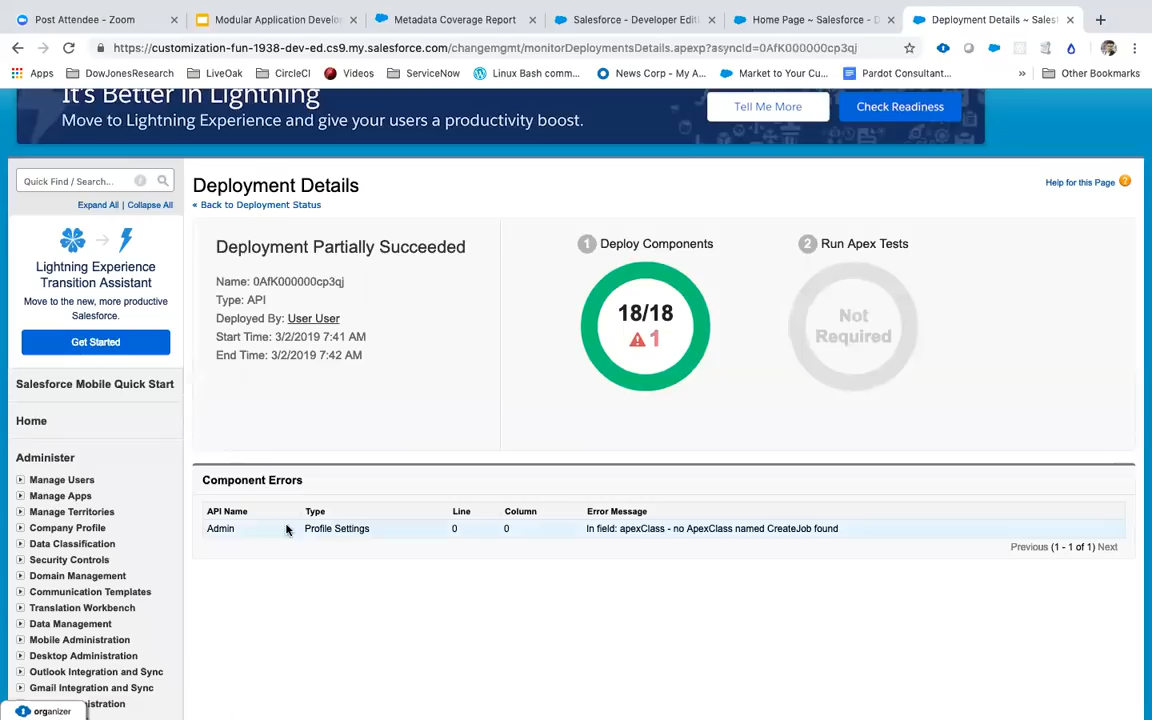 Post Attendee - Zoom
Modular Application Develo
Metadata Coverage Report
Salesforce - Developer Editi
Home Page ~ Salesforce - D
Deployment Details ~ Sales
https://customization-fun-1938-dev-ed.cs9.my.salesforce.com/changemgmt/monitorDeploymentsDetails.apexp?asyncId=0AfK000000cp3qj
Apps
DowJonesResearch
LiveOak
CircleCI
Videos
ServiceNow
Linux Bash comm...
News Corp - My A...
Market to Your Cu...
Pardot Consultant...
»
Other Bookmarks
It's Better in Lightning
Move to Lightning Experience and give your users a productivity boost.
Tell Me More
Check Readiness
Quick Find / Search...
Expand All | Collapse All
Lightning Experience
Transition Assistant
Move to the new, more productive
Salesforce.
Get Started
Salesforce Mobile Quick Start
Home
Administer
Manage Users
Manage Apps
Manage Territories
Company Profile
Data Classification
Security Controls
Domain Management
Communication Templates
Translation Workbench
Data Management
Mobile Administration
Desktop Administration
Outlook Integration and Sync
Gmail Integration and Sync
organizer
Deployment Details
« Back to Deployment Status
Help for this Page ?
Deployment Partially Succeeded
Name: 0AfK000000cp3qj
Type: API
Deployed By: User User
Start Time: 3/2/2019 7:41 AM
End Time: 3/2/2019 7:42 AM
1 Deploy Components
18/18
1
2 Run Apex Tests
Not
Required
Component Errors
API Name Type Line Column Error Message
Admin Profile Settings 0 0 In field: apexClass - no ApexClass named CreateJob found
Previous (1 - 1 of 1) Next